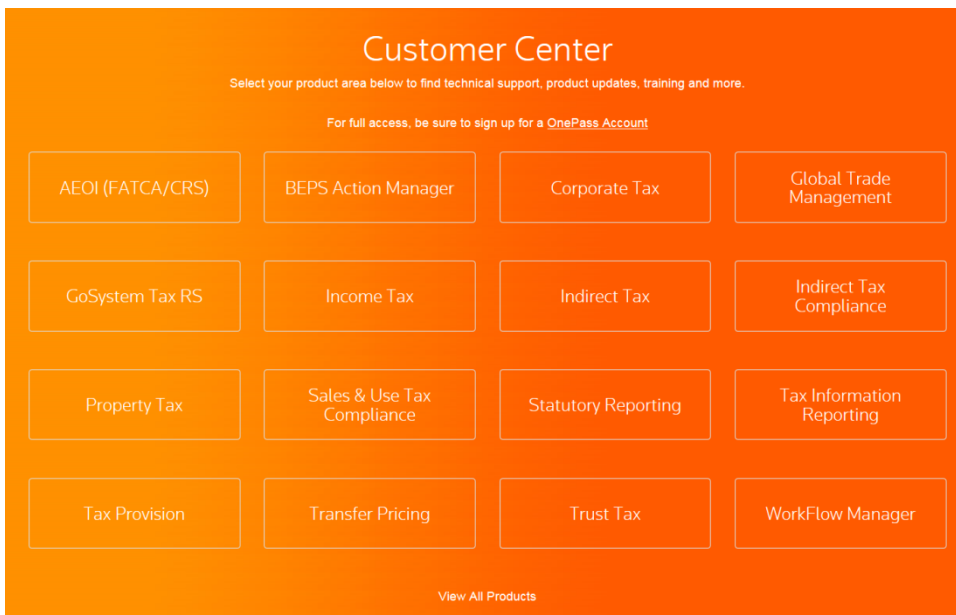 Customer Center
Select your product area below to find technical support, product updates, training and more.
For full access, be sure to sign up for a OnePass Account
AEOI (FATCA/CRS)
BEPS Action Manager
Corporate Tax
Global Trade
Management
GoSystem Tax RS
Income Tax
Indirect Tax
Indirect Tax
Compliance
Property Tax
Sales & Use Tax
Compliance
Statutory Reporting
Tax Information
Reporting
Tax Provision
Transfer Pricing
Trust Tax
WorkFlow Manager
View All Products